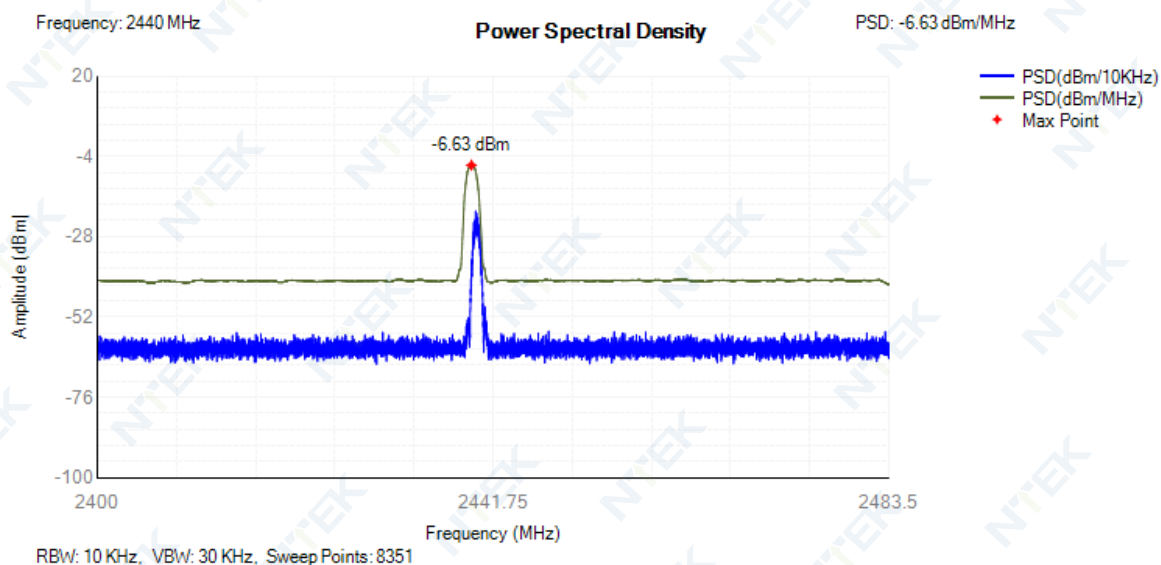 Frequency: 2440 MHz
Power Spectral Density
PSD: -6.63 dBm/MHz
20
-4
-28
-52
-76
-100
Amplitude (dBm)
-6.63 dBm
PSD(dBm/10KHz)
PSD(dBm/MHz)
Max Point
2400
2441.75
2483.5
Frequency (MHz)
RBW: 10 KHz, VBW: 30 KHz, Sweep Points: 8351
NTEK